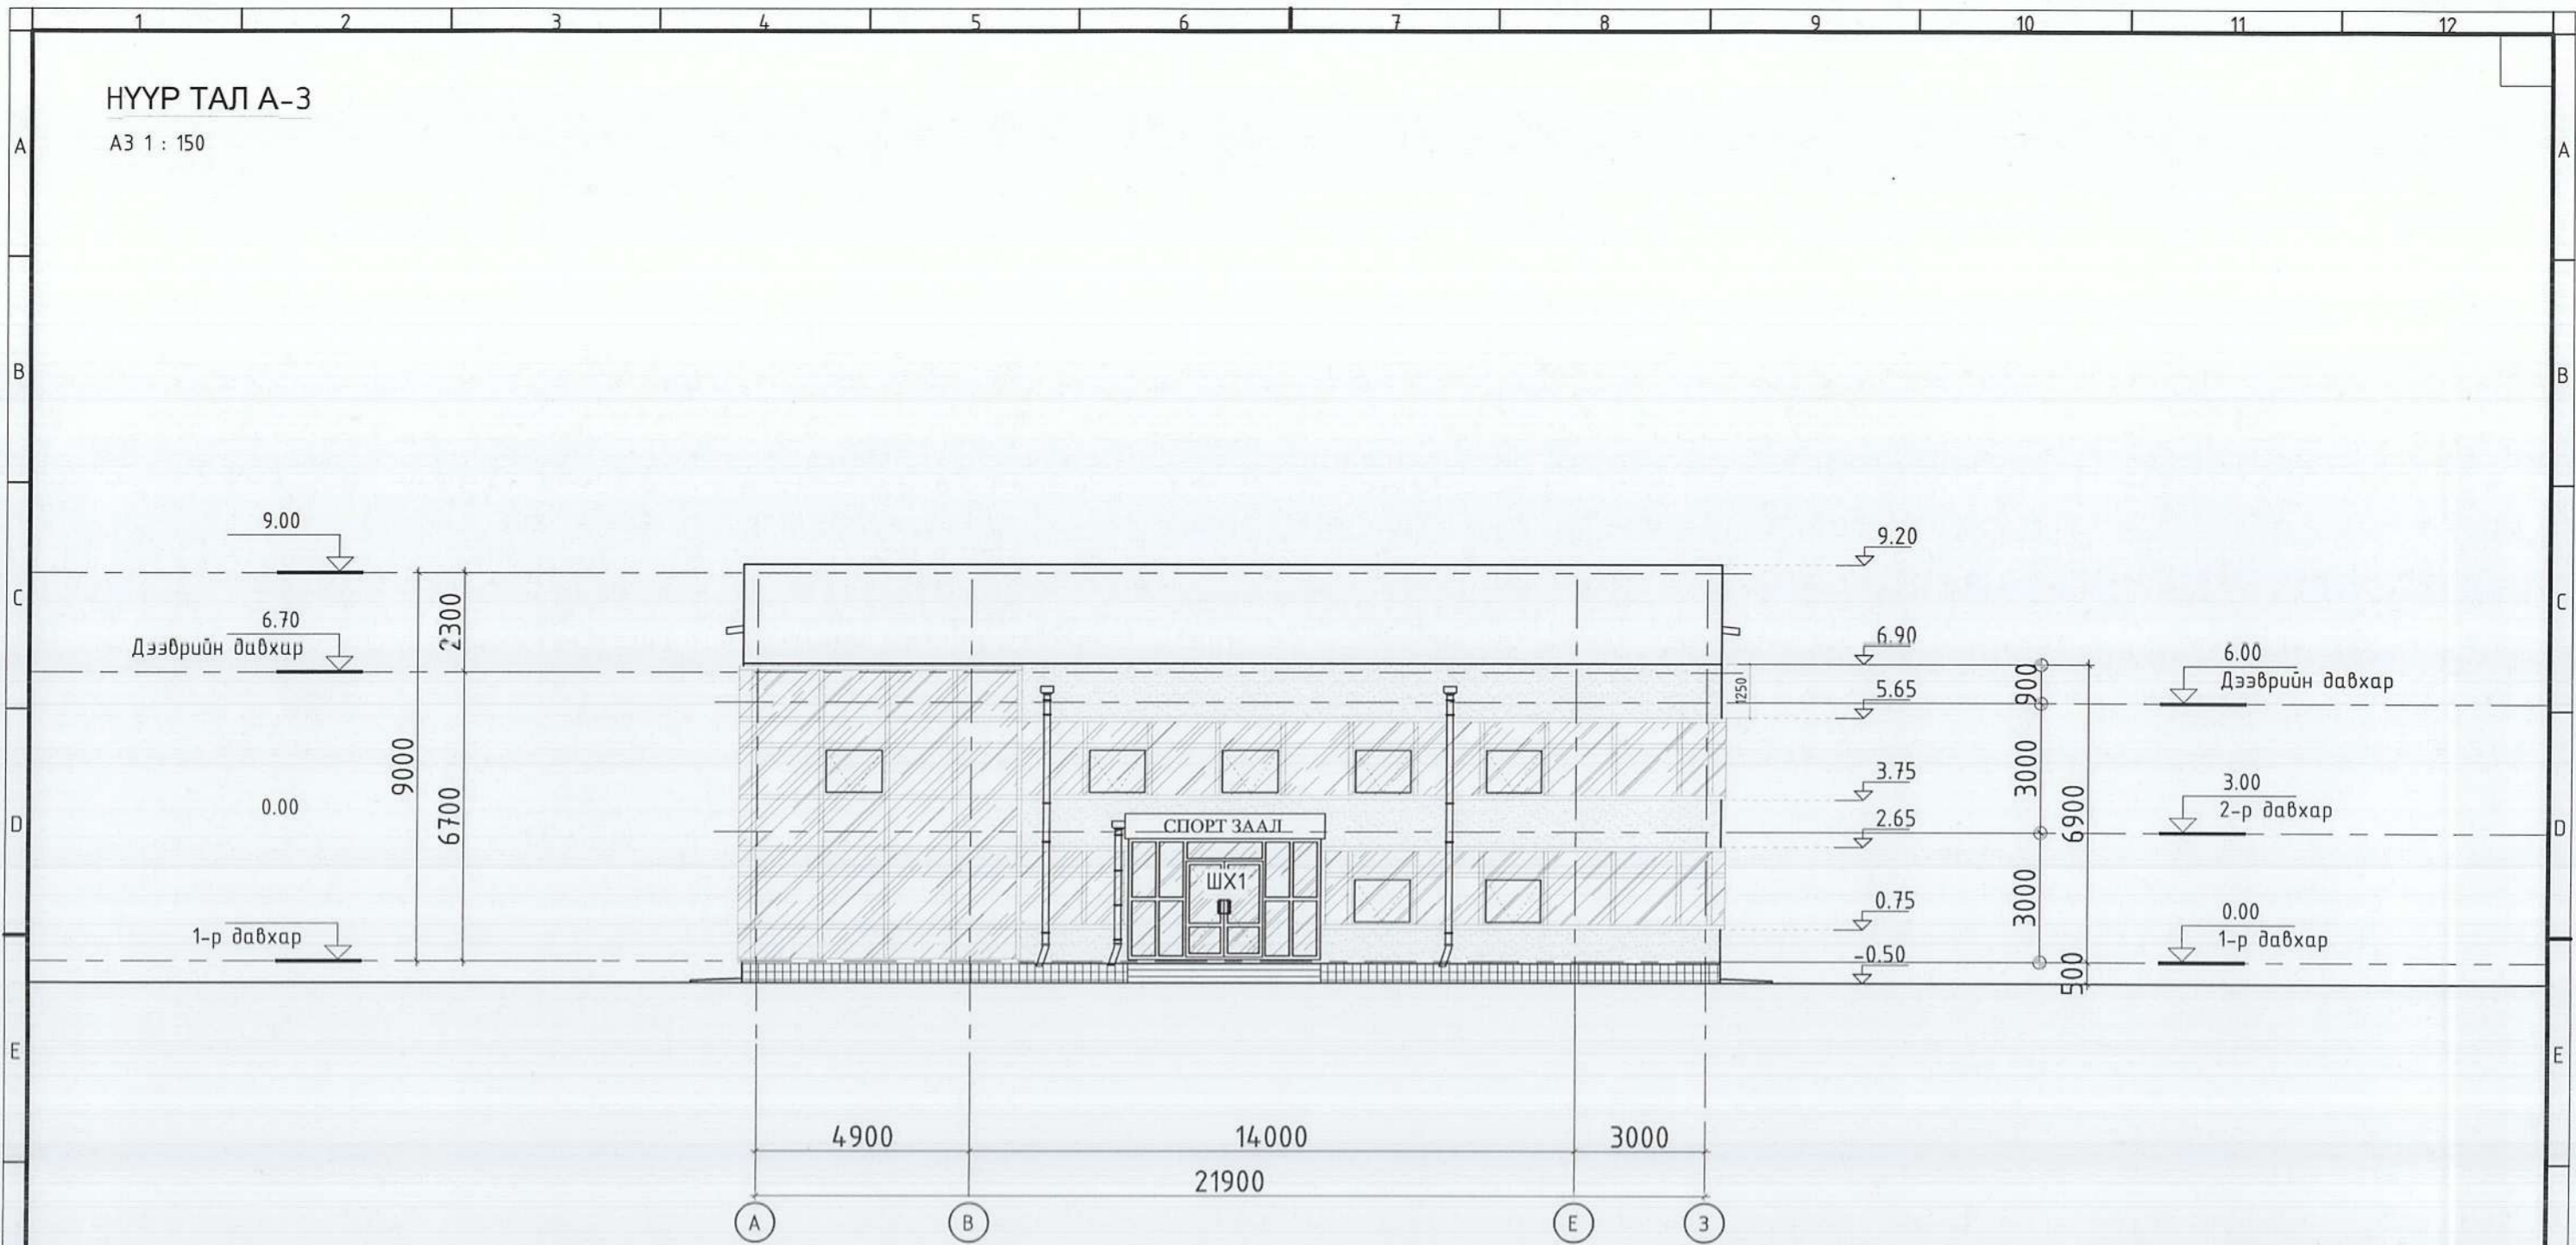 1 2 3 4 5 6 7 8 9 10 11 12
НҮҮР ТАЛ А-З
А3 1 : 150
A A
B B
9.00
9.20
C C
6.70
Дээврийн давхар
2300
6.90
900
6.00
Дээврийн давхар
1250
5.65
9000
3000
3.75
3.00
2-р давхар
0.00
6700
D D
СПОРТ ЗААЛ
2.65
6900
ШХ1
3000
0.75
0.00
1-р давхар
1-р давхар
-0.50
500
E E
4900 14000 3000
21900
А В Е З